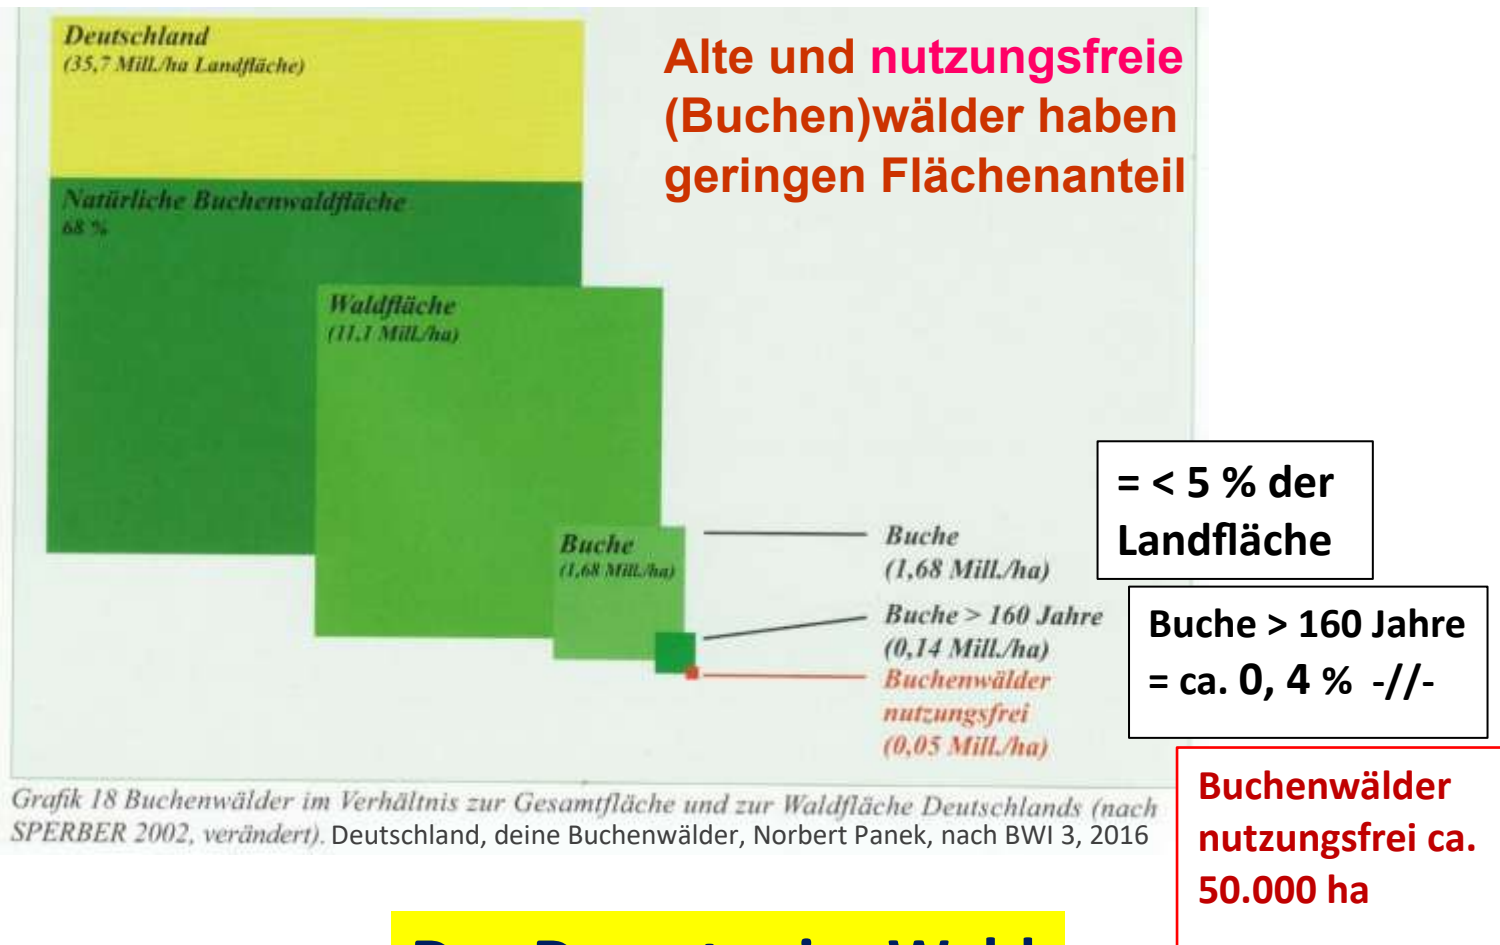 Deutschland
(35,7 Mill./ha Landfläche)
Alte und nutzungsfreie
(Buchen)wälder haben
geringen Flächenanteil
Natürliche Buchenwaldfläche
68 %
Waldfläche
(11,1 Mill./ha)
Buche
(1,68 Mill./ha)
Buche
(1,68 Mill./ha)
= < 5 % der
Landfläche
Buche > 160 Jahre
(0,14 Mill./ha)
Buche > 160 Jahre
= ca. 0, 4 % -//-
Buchenwälder
nutzungsfrei
(0,05 Mill./ha)
Buchenwälder
nutzungsfrei ca.
50.000 ha
Grafik 18 Buchenwälder im Verhältnis zur Gesamtfläche und zur Waldfläche Deutschlands (nach
SPERBER 2002, verändert). Deutschland, deine Buchenwälder, Norbert Panek, nach BWI 3, 2016